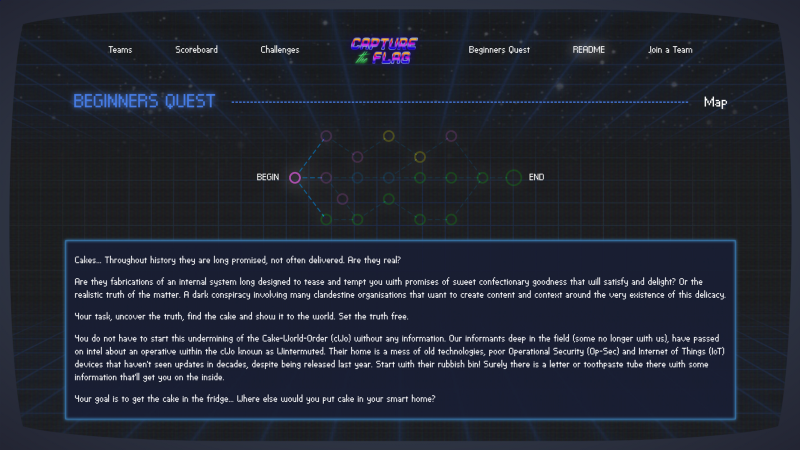 Teams Scoreboard Challenges CAPTURE the FLAG Beginners Quest README Join a Team
BEGINNERS QUEST Map
BEGIN END
Cakes... Throughout history they are long promised, not often delivered. Are they real?
Are they fabrications of an internal system long designed to tease and tempt you with promises of sweet confectionary goodness that will satisfy and delight? Or the
realistic truth of the matter. A dark conspiracy involving many clandestine organisations that want to create content and context around the very existence of this delicacy.
Your task, uncover the truth, find the cake and show it to the world. Set the truth free.
You do not have to start this undermining of the Cake-World-Order (cWo) without any information. Our informants deep in the field (some no longer with us), have passed
on intel about an operative within the cWo known as Wintermuted. Their home is a mess of old technologies, poor Operational Security (Op-Sec) and Internet of Things (IoT)
devices that haven't seen updates in decades, despite being released last year. Start with their rubbish bin! Surely there is a letter or toothpaste tube there with some
information that'll get you on the inside.
Your goal is to get the cake in the fridge... Where else would you put cake in your smart home?